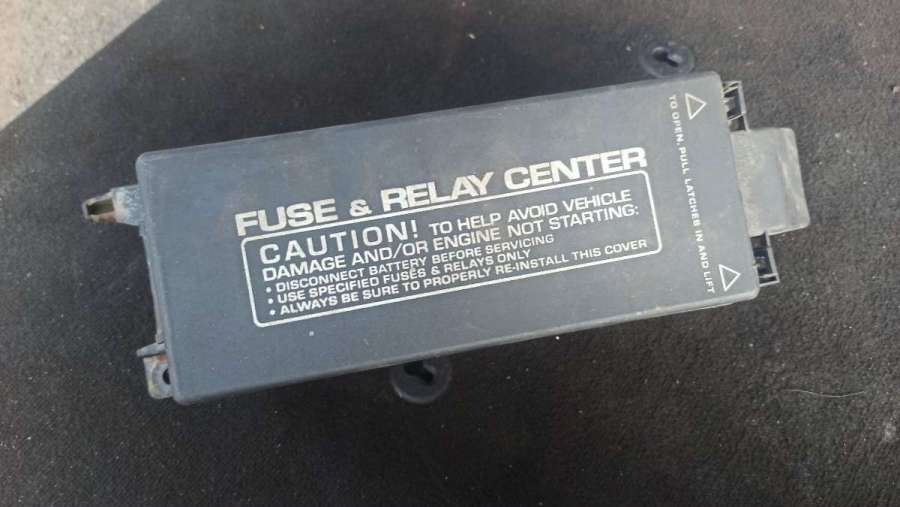 FUSE & RELAY CENTER
CAUTION! TO HELP AVOID VEHICLE
DAMAGE AND/OR ENGINE NOT STARTING:
• DISCONNECT BATTERY BEFORE SERVICING
• USE SPECIFIED FUSES & RELAYS ONLY
• ALWAYS BE SURE TO PROPERLY RE-INSTALL THIS COVER
TO OPEN, PULL LATCHES IN AND LIFT